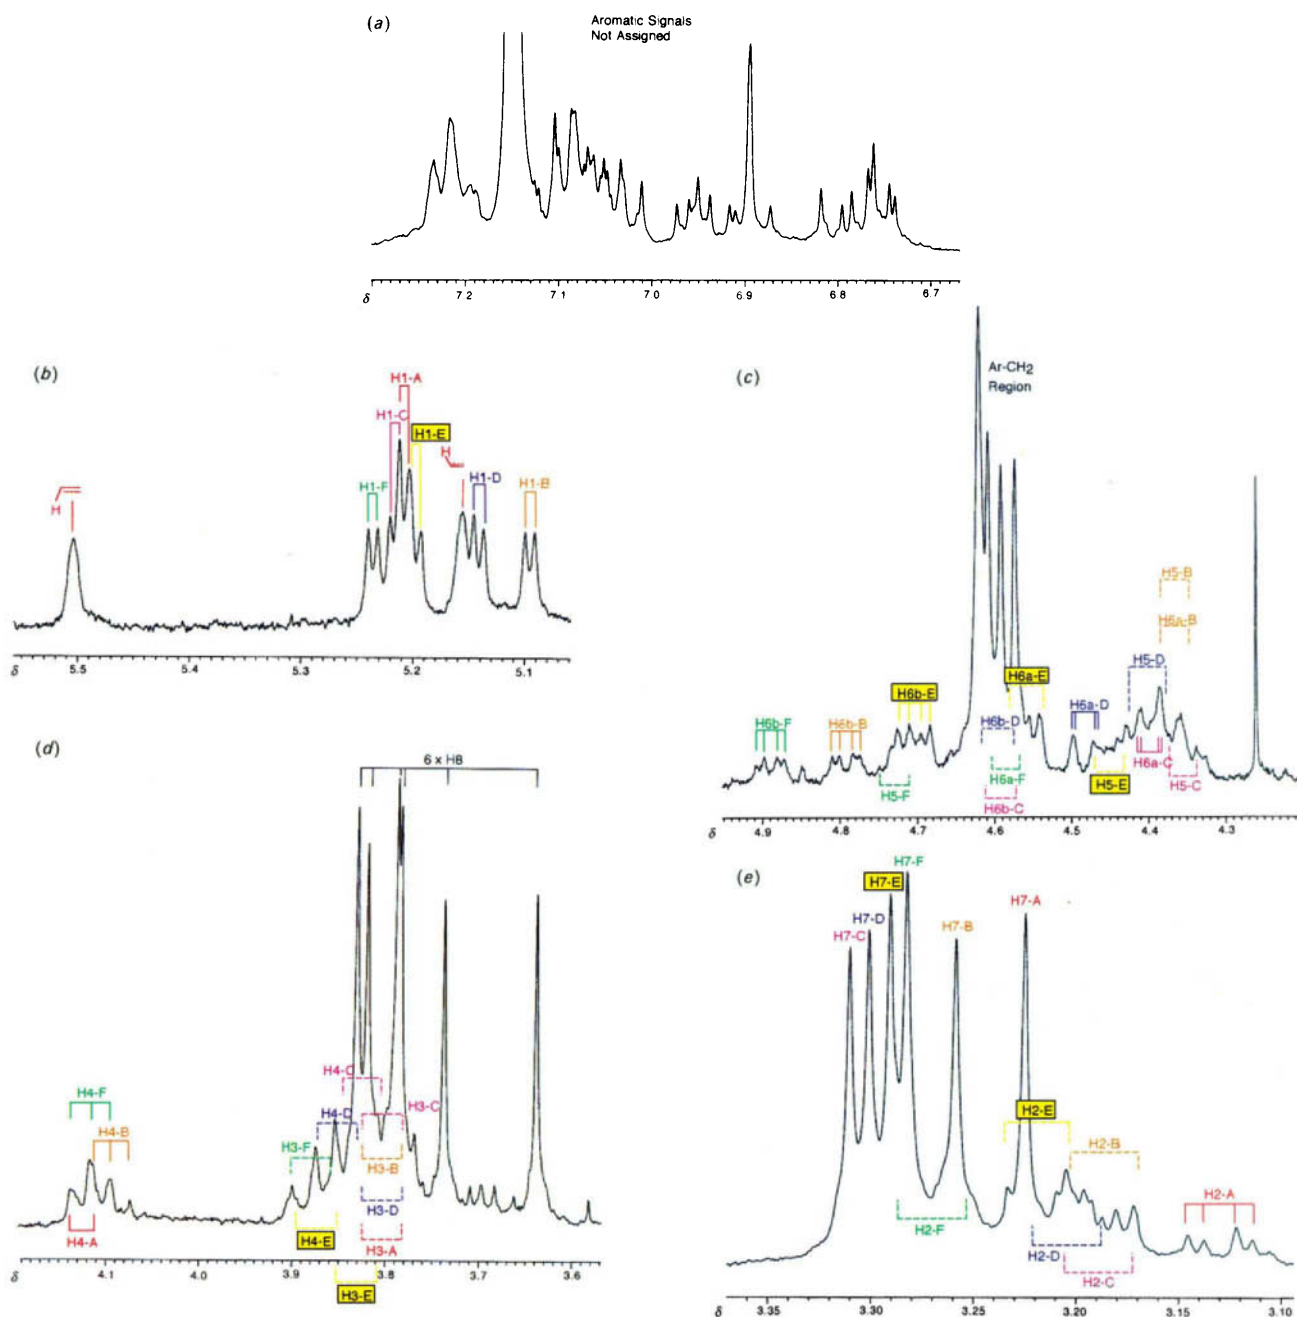 (a)
Aromatic Signals
Not Assigned
δ 7.2 7.1 7.0 6.9 6.8 6.7
(b)
H1-A
H1-C
H1-E
H
H
H1-F
H1-D
H1-B
δ 5.5 5.4 5.3 5.2 5.1
(c)
Ar-CH2
Region
H5-B
H6a-B
H6b-E
H6a-E
H5-D
H6b-F
H6b-B
H6b-D
H6a-D
H6a-F
H6a-C
H5-F
H5-E
H5-C
H6b-C
δ 4.9 4.8 4.7 4.6 4.5 4.4 4.3
(d)
6 x HB
H4-C
H3-C
H4-F
H4-D
H4-B
H3-F
H3-B
H3-D
H4-A
H4-E
H3-A
H3-E
δ 4.1 4.0 3.9 3.8 3.7 3.6
(e)
H7-F
H7-E
H7-D
H7-A
H7-C
H7-B
H2-E
H2-B
H2-A
H2-F
H2-D
H2-C
δ 3.35 3.30 3.25 3.20 3.15 3.10